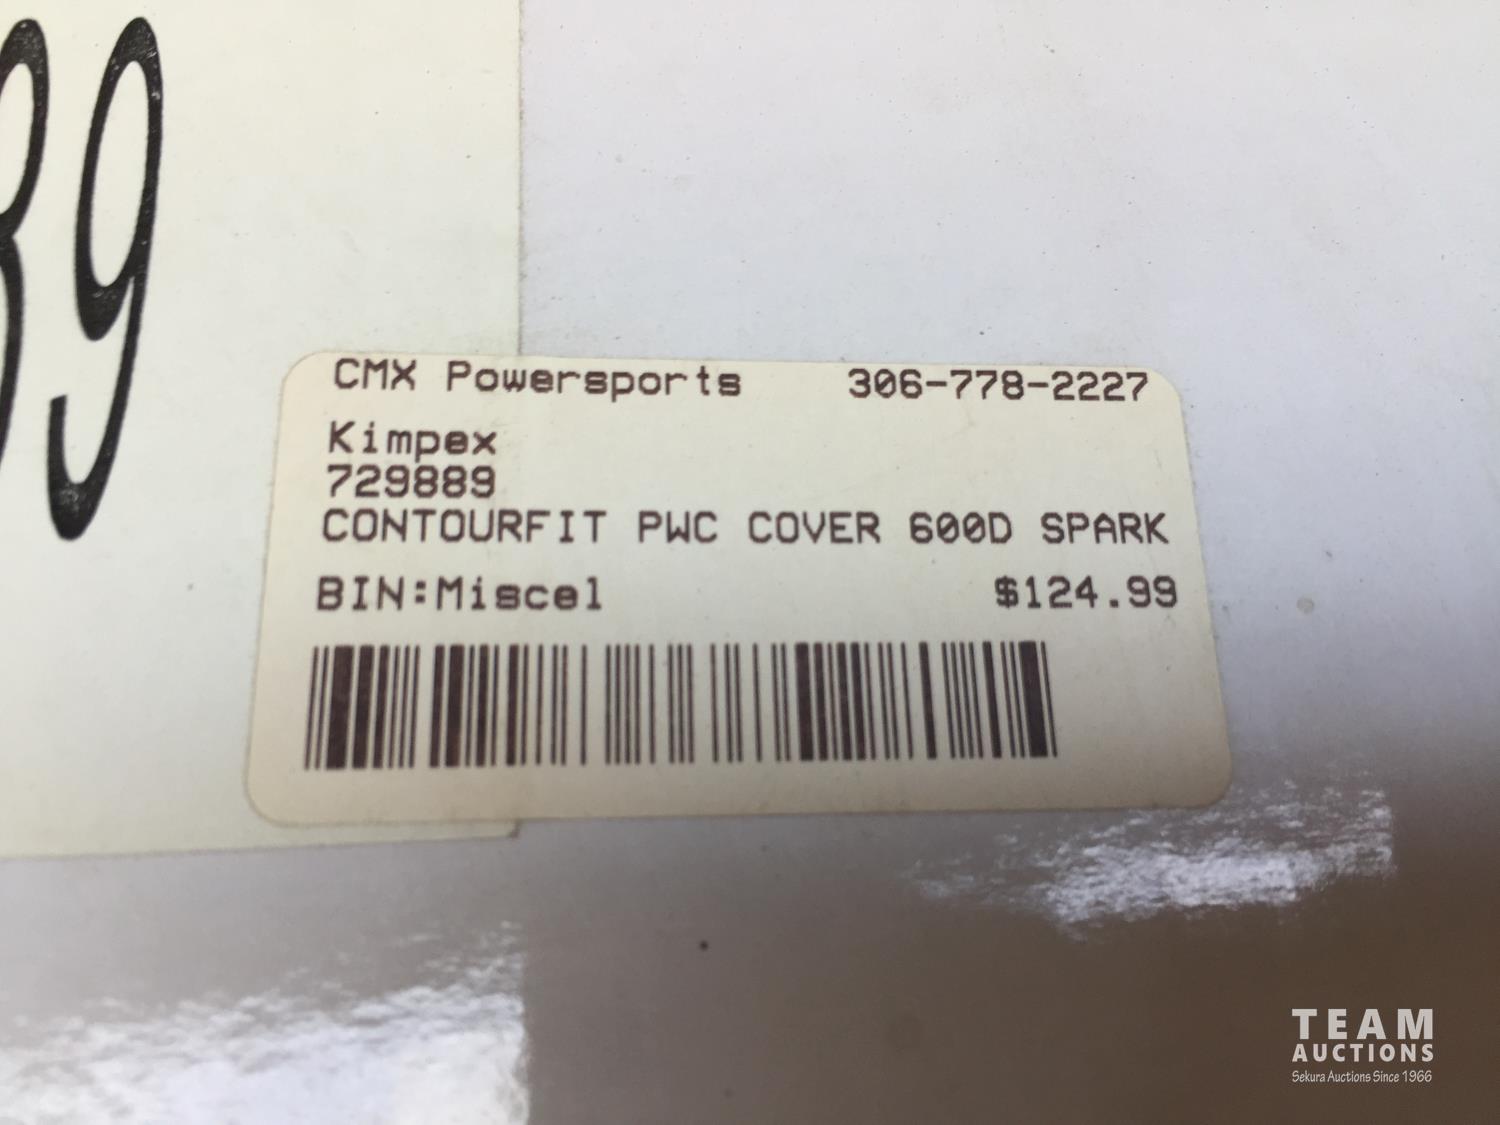 39
CMX Powersports 306-778-2227
Kimpex
729889
CONTOURFIT PWC COVER 600D SPARK
BIN:Miscel $124.99
TEAM
AUCTIONS
Sekura Auctions Since 1966